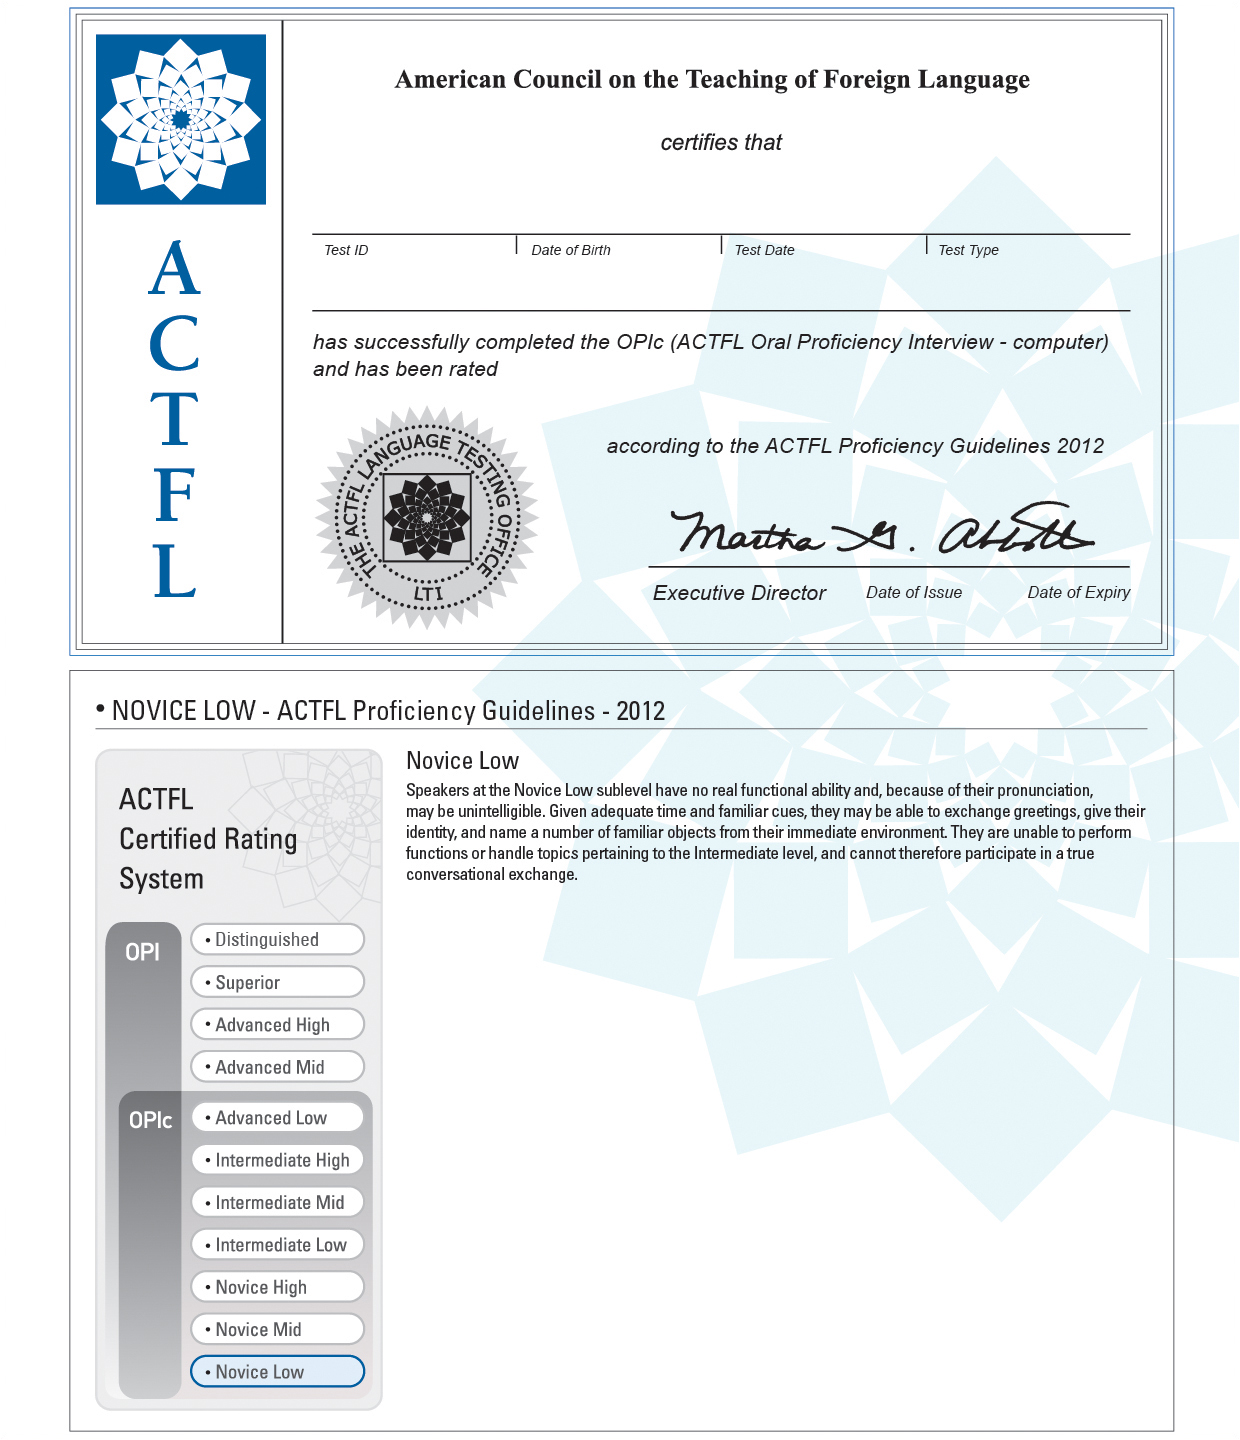 American Council on the Teaching of Foreign Language
certifies that
Test ID
Date of Birth
Test Date
Test Type
has successfully completed the OPIc (ACTFL Oral Proficiency Interview - computer)
and has been rated
A
C
T
F
L
THE ACTFL LANGUAGE TESTING OFFICE
LTI
according to the ACTFL Proficiency Guidelines 2012
Martha G. Abbott
Executive Director
Date of Issue
Date of Expiry
• NOVICE LOW - ACTFL Proficiency Guidelines - 2012
ACTFL
Certified Rating
System
OPI
• Distinguished
• Superior
• Advanced High
• Advanced Mid
OPIc
• Advanced Low
• Intermediate High
• Intermediate Mid
• Intermediate Low
• Novice High
• Novice Mid
• Novice Low
Novice Low
Speakers at the Novice Low sublevel have no real functional ability and, because of their pronunciation,
may be unintelligible. Given adequate time and familiar cues, they may be able to exchange greetings, give their
identity, and name a number of familiar objects from their immediate environment. They are unable to perform
functions or handle topics pertaining to the Intermediate level, and cannot therefore participate in a true
conversational exchange.